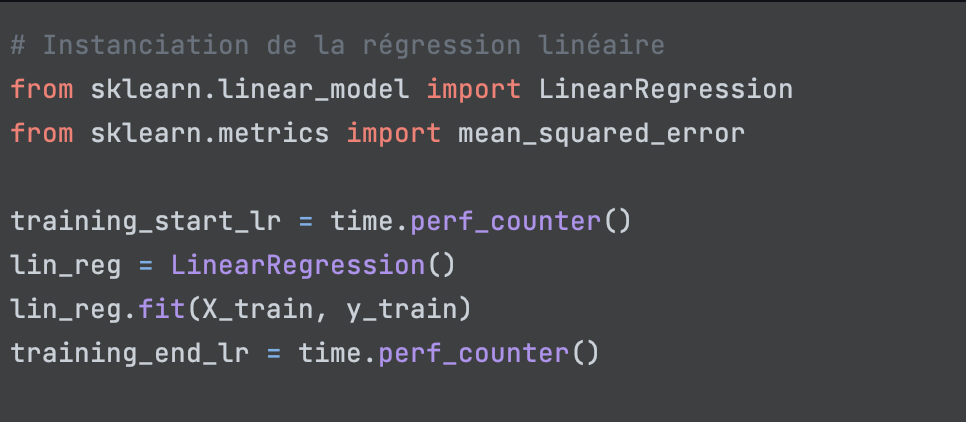 # Instanciation de la régression linéaire
from sklearn.linear_model import LinearRegression
from sklearn.metrics import mean_squared_error
training_start_lr = time.perf_counter()
lin_reg = LinearRegression()
lin_reg.fit(X_train, y_train)
training_end_lr = time.perf_counter()